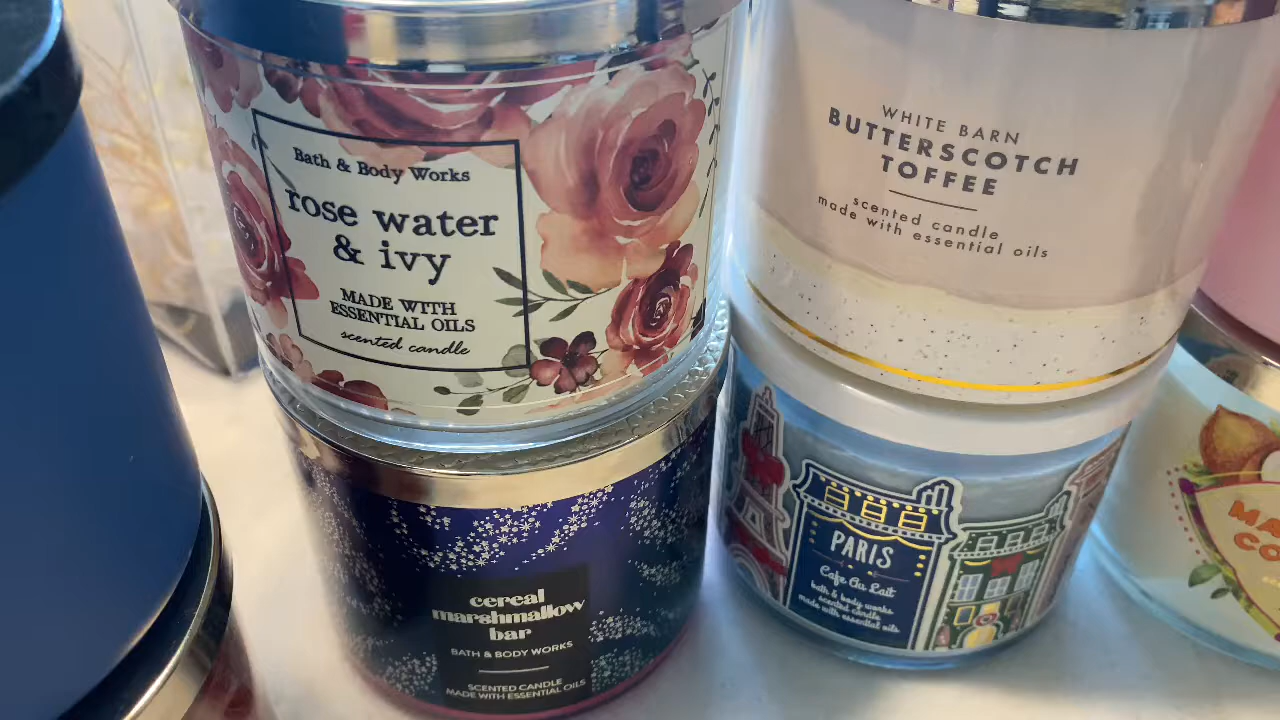 Bath & Body Works
rose water
& ivy
MADE WITH
ESSENTIAL OILS
scented candle
WHITE BARN
BUTTERSCOTCH
TOFFEE
scented candle
made with essential oils
cereal
marshmallow
bar
BATH & BODY WORKS
SCENTED CANDLE
MADE WITH ESSENTIAL OILS
PARIS
Cafe Au Lait
bath & body works
scented candle
made with essential oils
MA
CO